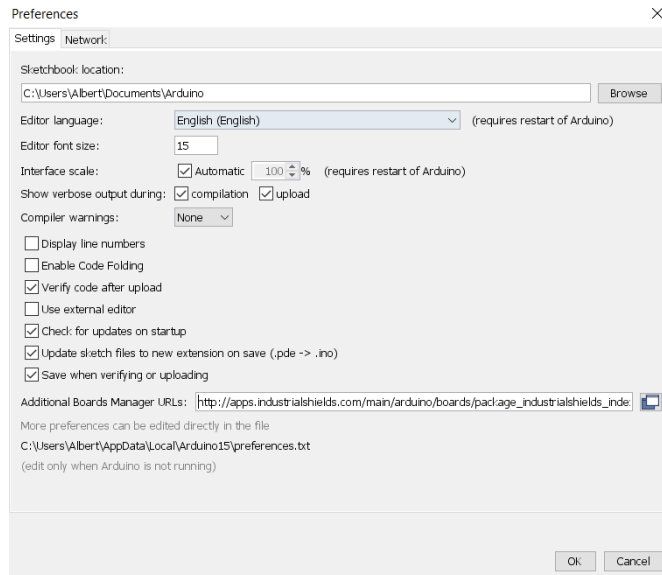 Preferences
Settings Network
Sketchbook location:
C:\Users\Albert\Documents\Arduino Browse
Editor language: English (English) (requires restart of Arduino)
Editor font size: 15
Interface scale: Automatic 100 % (requires restart of Arduino)
Show verbose output during: compilation upload
Compiler warnings: None
Display line numbers
Enable Code Folding
Verify code after upload
Use external editor
Check for updates on startup
Update sketch files to new extension on save (.pde -> .ino)
Save when verifying or uploading
Additional Boards Manager URLs: http://apps.industrialshields.com/main/arduino/boards/package_industrialshields_inde
More preferences can be edited directly in the file
C:\Users\Albert\AppData\Local\Arduino15\preferences.txt
(edit only when Arduino is not running)
OK Cancel